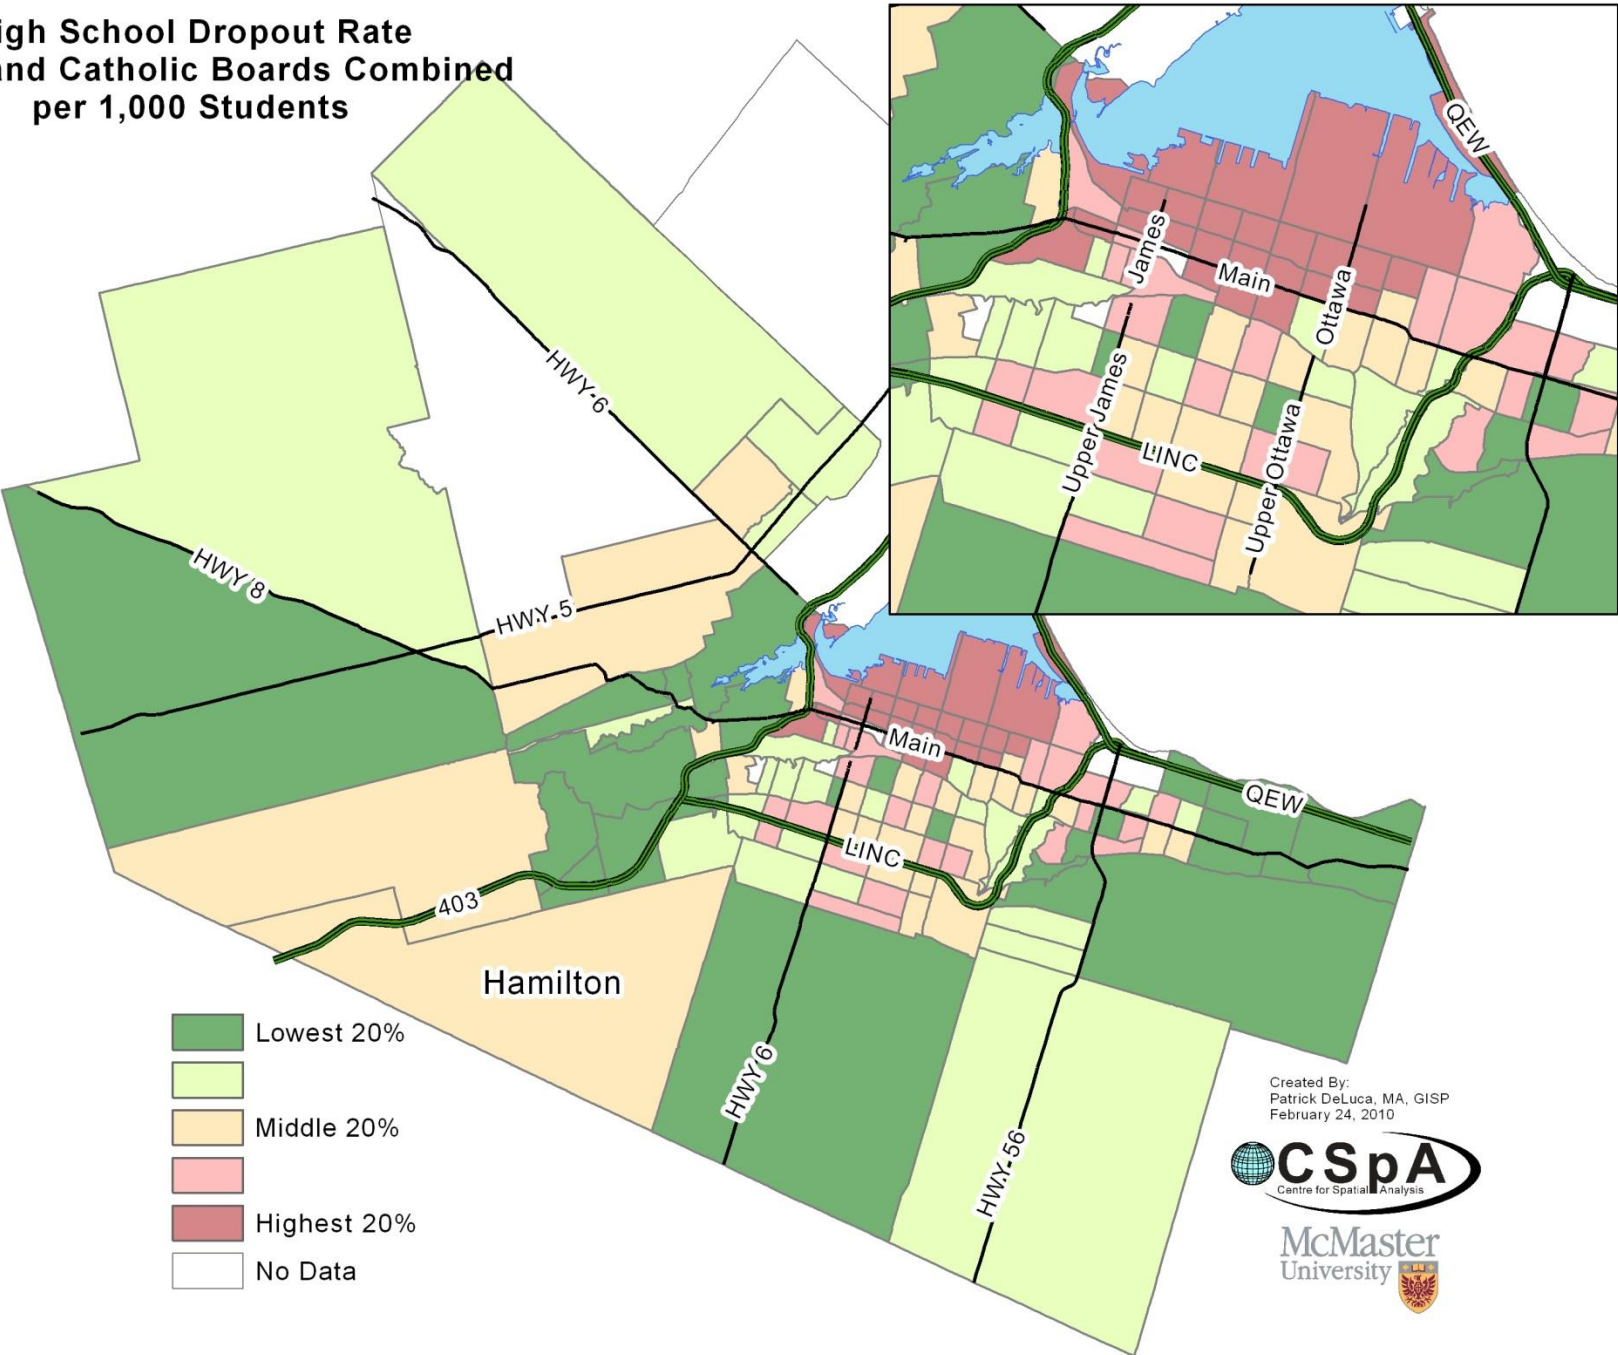 igh School Dropout Rate
and Catholic Boards Combined
per 1,000 Students
QEW
James
Main
Ottawa
Upper James
LINC
Upper Ottawa
HWY 6
HWY 8
HWY 5
Main
QEW
LINC
403
Hamilton
HWY 6
HWY 56
Lowest 20%
Middle 20%
Highest 20%
No Data
Created By:
Patrick DeLuca, MA, GISP
February 24, 2010
CSpA
Centre for Spatial Analysis
McMaster
University